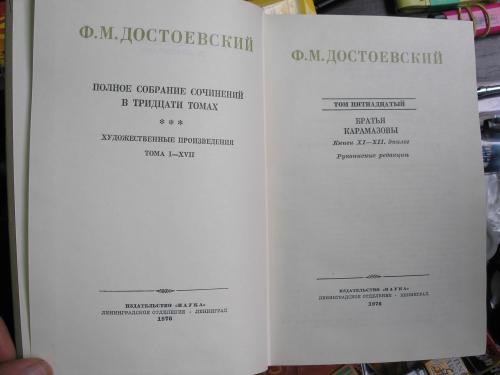 Ф.М.ДОСТОЕВСКИЙ
ПОЛНОЕ СОБРАНИЕ СОЧИНЕНИЙ
В ТРИДЦАТИ ТОМАХ
***
ХУДОЖЕСТВЕННЫЕ ПРОИЗВЕДЕНИЯ
ТОМА I—XVII
ИЗДАТЕЛЬСТВО «НАУКА»
ЛЕНИНГРАДСКОЕ ОТДЕЛЕНИЕ · ЛЕНИНГРАД
1976
Ф.М.ДОСТОЕВСКИЙ
ТОМ ПЯТНАДЦАТЫЙ
БРАТЬЯ
КАРАМАЗОВЫ
Книги XI—XII. Эпилог
Рукописные редакции
ИЗДАТЕЛЬСТВО «НАУКА»
ЛЕНИНГРАДСКОЕ ОТДЕЛЕНИЕ · ЛЕНИНГРАД
1976